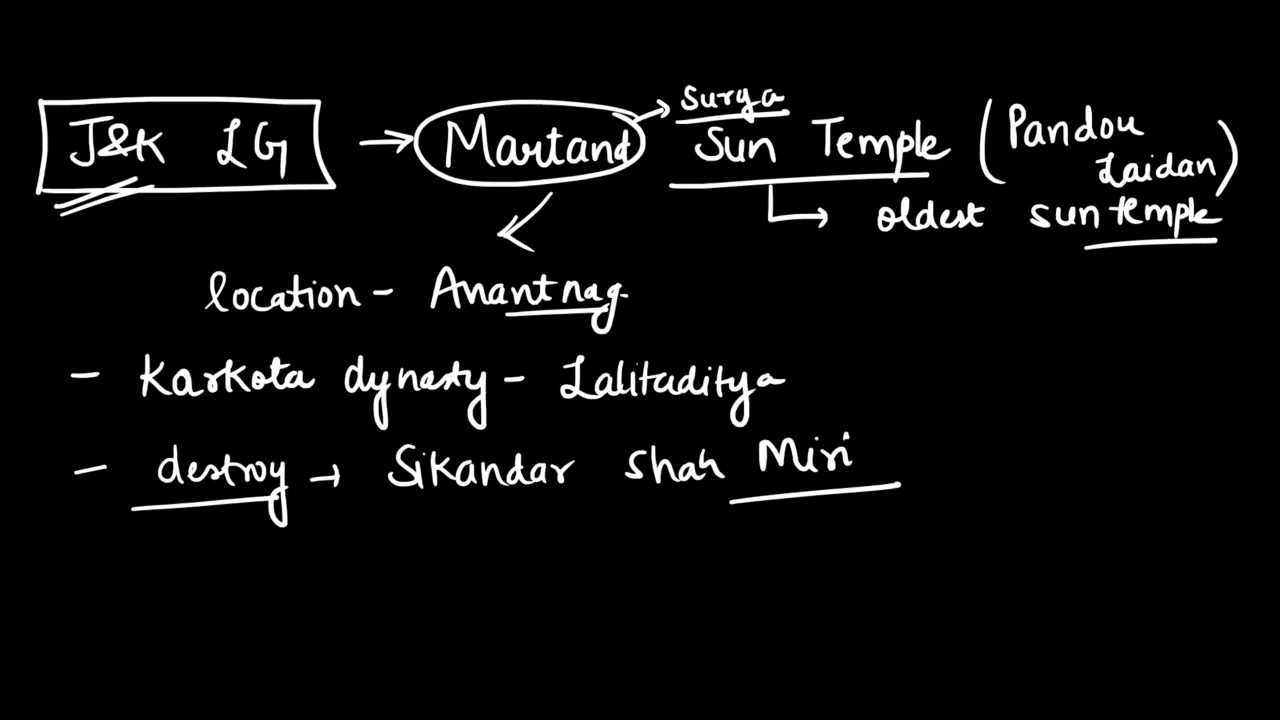 J&K LG → Martand → Surya
Sun Temple (Pandou Laidan)
→ oldest sun temple
location - Anantnag
- Karkota dynasty - Lalitaditya
- destroy → Sikandar Shah Miri